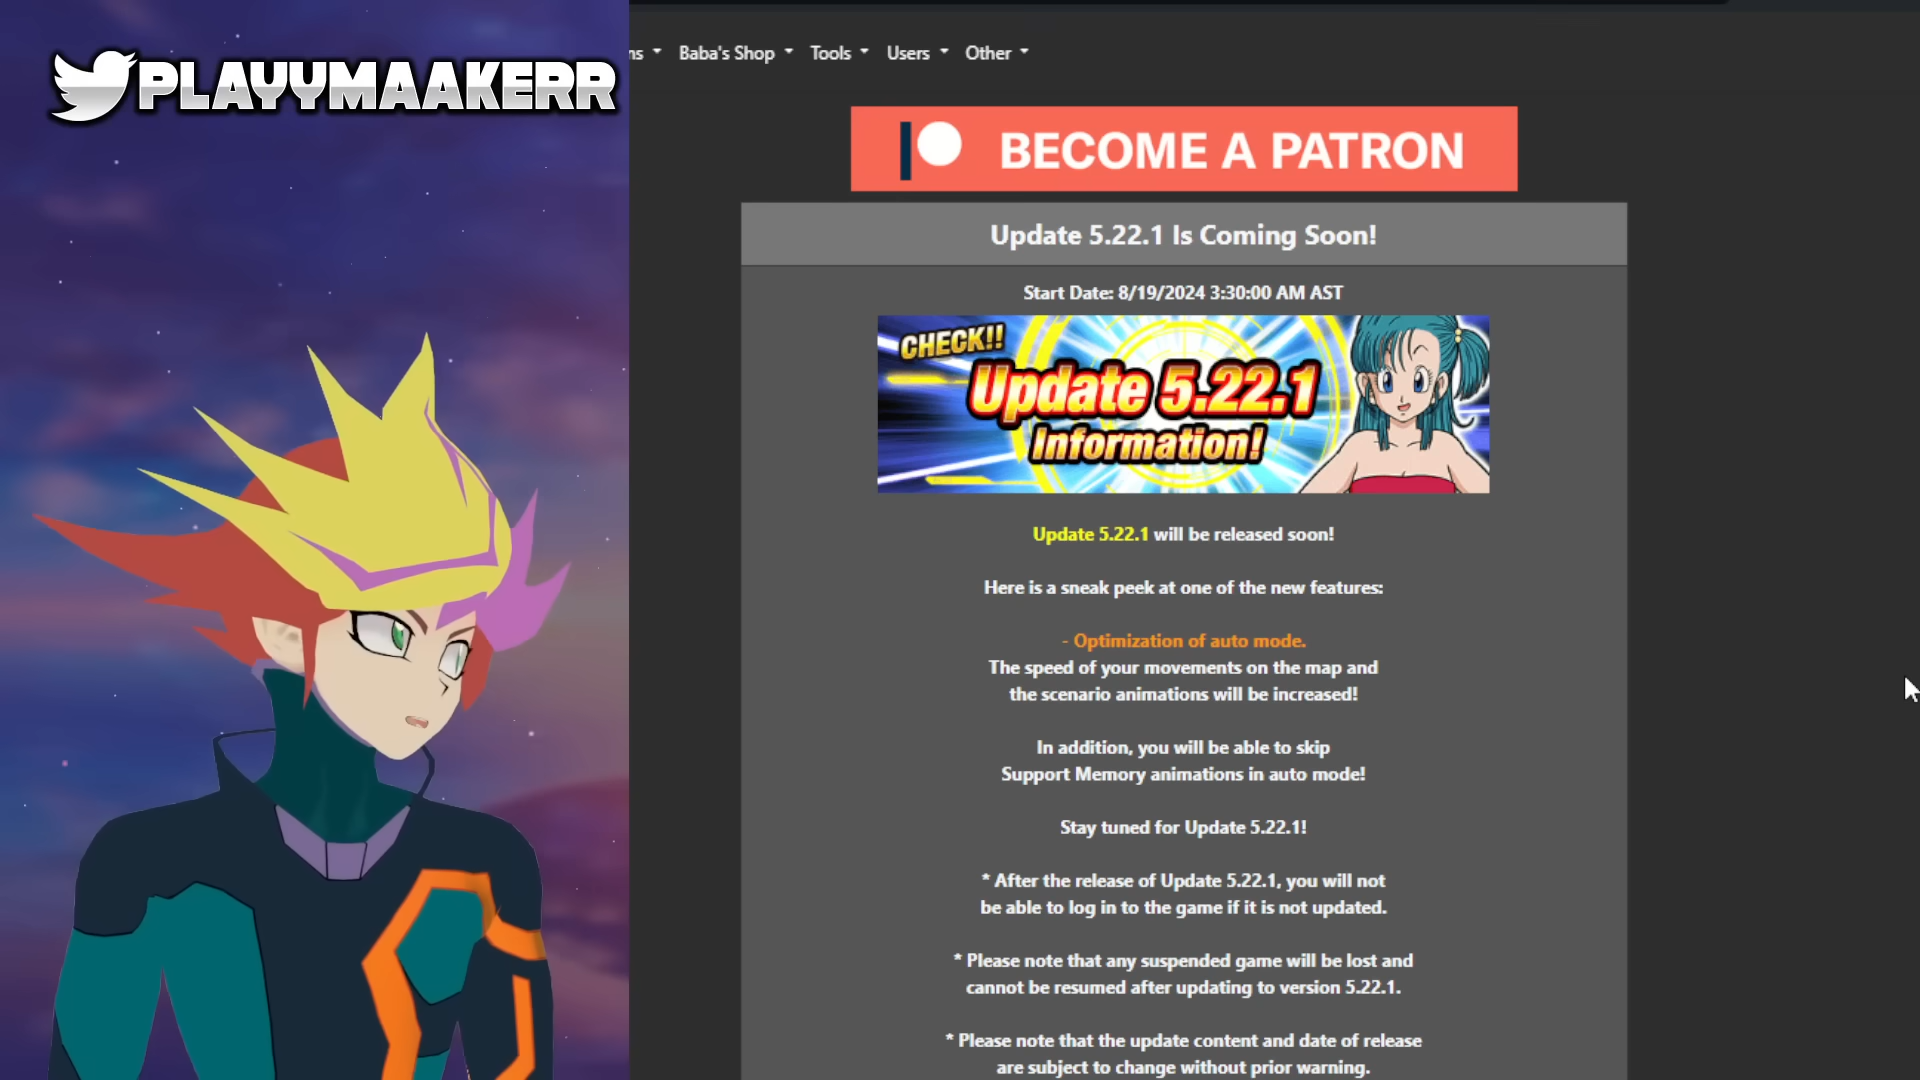 PLAYYMAAKERR
ns Baba's Shop Tools Users Other
BECOME A PATRON
Update 5.22.1 Is Coming Soon!
Start Date: 8/19/2024 3:30:00 AM AST
CHECK!!
Update 5.22.1
Information!
Update 5.22.1 will be released soon!
Here is a sneak peek at one of the new features:
- Optimization of auto mode.
The speed of your movements on the map and
the scenario animations will be increased!
In addition, you will be able to skip
Support Memory animations in auto mode!
Stay tuned for Update 5.22.1!
* After the release of Update 5.22.1, you will not
be able to log in to the game if it is not updated.
* Please note that any suspended game will be lost and
cannot be resumed after updating to version 5.22.1.
* Please note that the update content and date of release
are subject to change without prior warning.